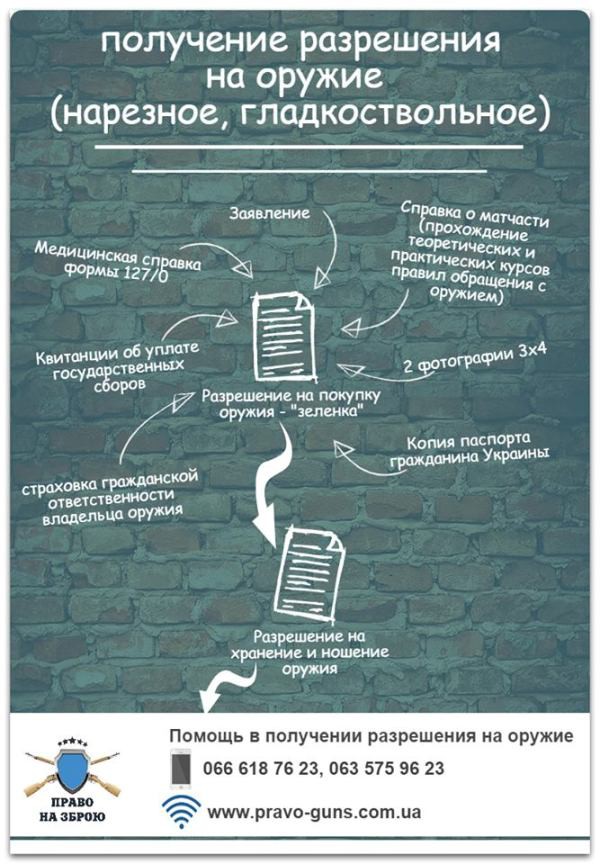 получение разрешения
на оружие
(нарезное, гладкоствольное)
Заявление
Справка о матчасти
(прохождение
теоретических и
практических курсов
правил обращения с
оружием)
Медицинская справка
формы 127/0
Квитанции об уплате
государственных
сборов
2 фотографии 3х4
Разрешение на покупку
оружия - "зеленка"
Копия паспорта
гражданина Украины
страховка гражданской
ответственности
владельца оружия
Разрешение на
хранение и ношение
оружия
Помощь в получении разрешения на оружие
066 618 76 23, 063 575 96 23
www.pravo-guns.com.ua
ПРАВО
НА ЗБРОЮ